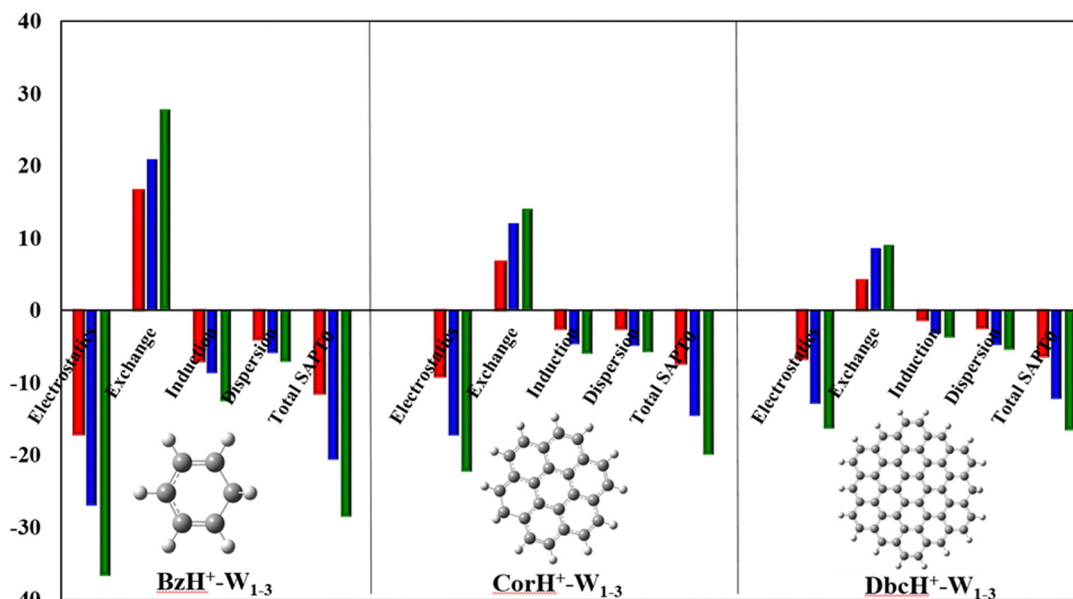 40
30
20
10
0
-10
-20
-30
-40
Electrostatics
Exchange
Induction
Dispersion
Total SAPT0
Electrostatics
Exchange
Induction
Dispersion
Total SAPT0
Electrostatics
Exchange
Induction
Dispersion
Total SAPT0
BzH⁺-W₁₋₃
CorH⁺-W₁₋₃
DbcH⁺-W₁₋₃